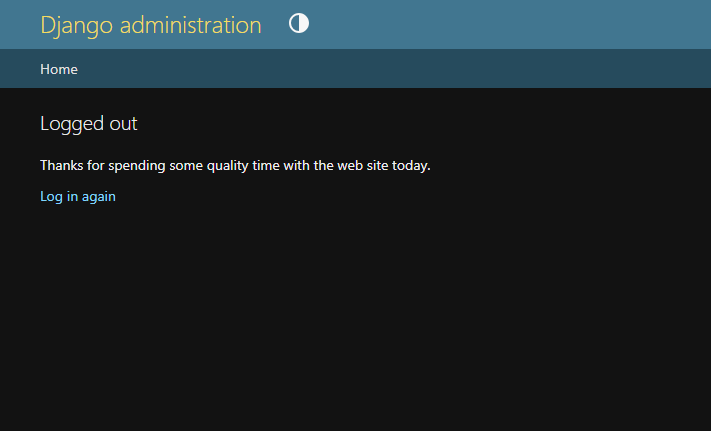 Django administration
Home
Logged out
Thanks for spending some quality time with the web site today.
Log in again